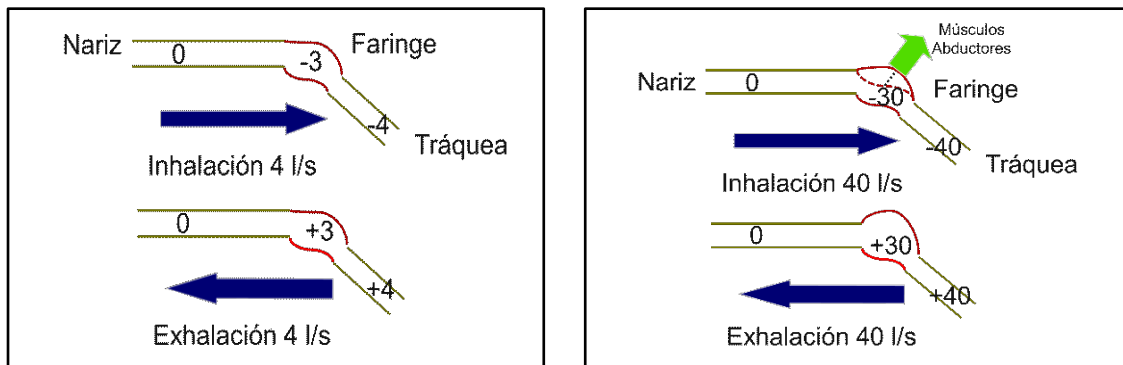 Nariz
0
-3
Faringe
-4
Tráquea
Inhalación 4 l/s
0
+3
+4
Exhalación 4 l/s
Músculos
Abductores
Nariz
0
-30
Faringe
-40
Tráquea
Inhalación 40 l/s
0
+30
+40
Exhalación 40 l/s